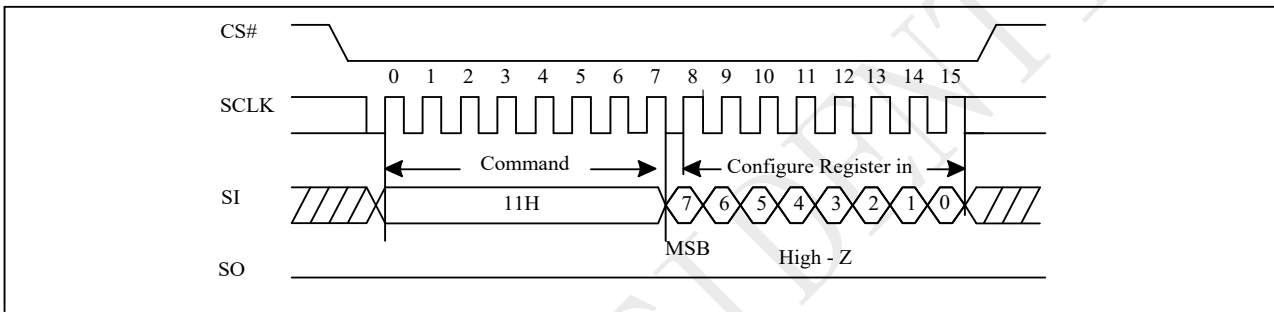 CS#
0 1 2 3 4 5 6 7 8 9 10 11 12 13 14 15
SCLK
Command Configure Register in
SI
11H 7 6 5 4 3 2 1 0
MSB High - Z
SO